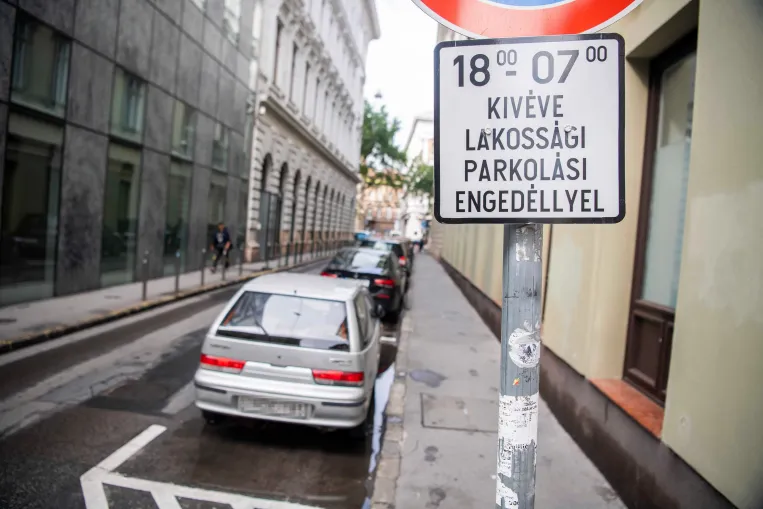 18⁰⁰ - 07⁰⁰
KIVÉVE
LAKOSSÁGI
PARKOLÁSI
ENGEDÉLLYEL